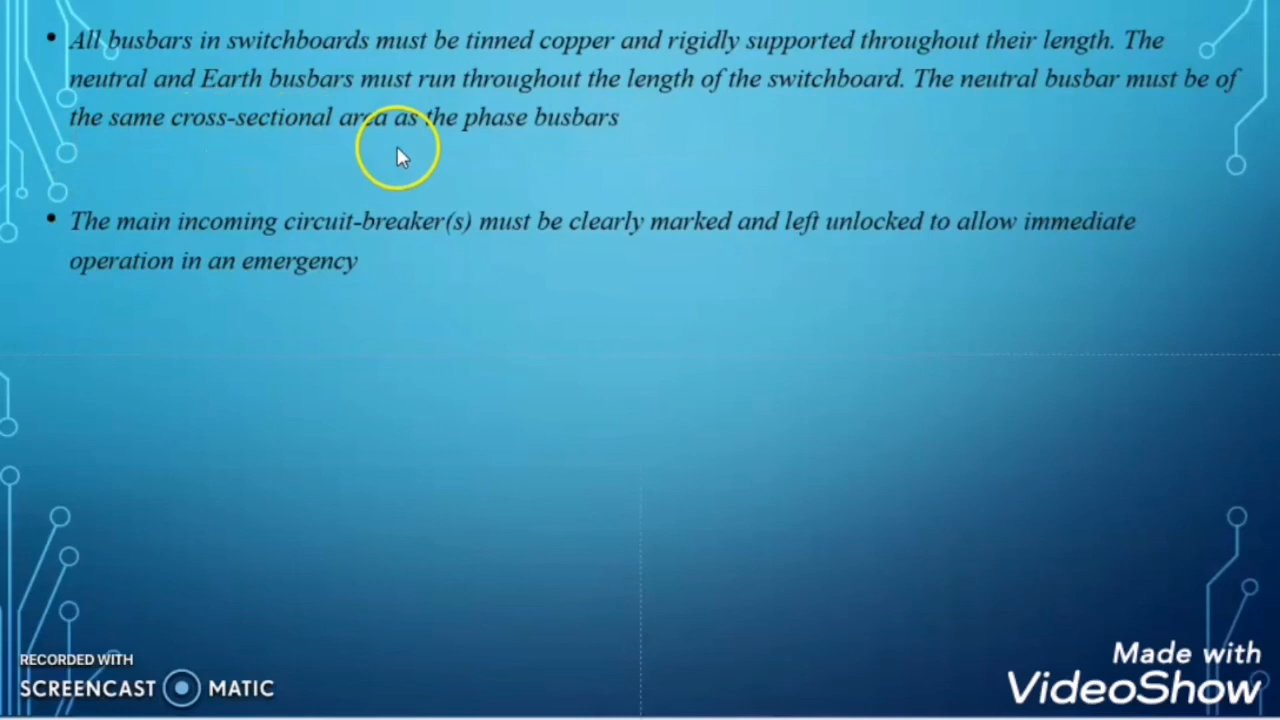 • All busbars in switchboards must be tinned copper and rigidly supported throughout their length. The
neutral and Earth busbars must run throughout the length of the switchboard. The neutral busbar must be of
the same cross-sectional area as the phase busbars
• The main incoming circuit-breaker(s) must be clearly marked and left unlocked to allow immediate
operation in an emergency
RECORDED WITH
SCREENCAST MATIC
Made with
VideoShow